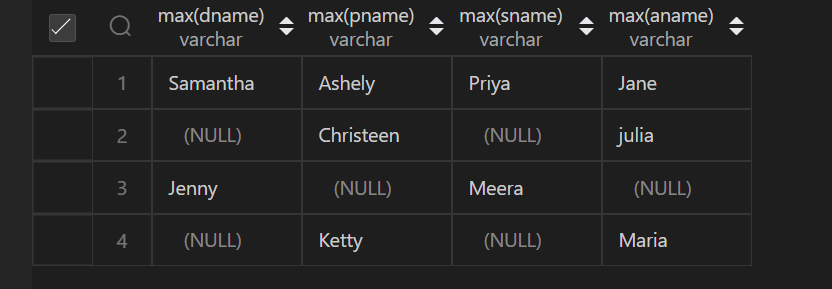 max(dname) max(pname) max(sname) max(aname)
varchar varchar varchar varchar
1 Samantha Ashely Priya Jane
2 (NULL) Christeen (NULL) julia
3 Jenny (NULL) Meera (NULL)
4 (NULL) Ketty (NULL) Maria